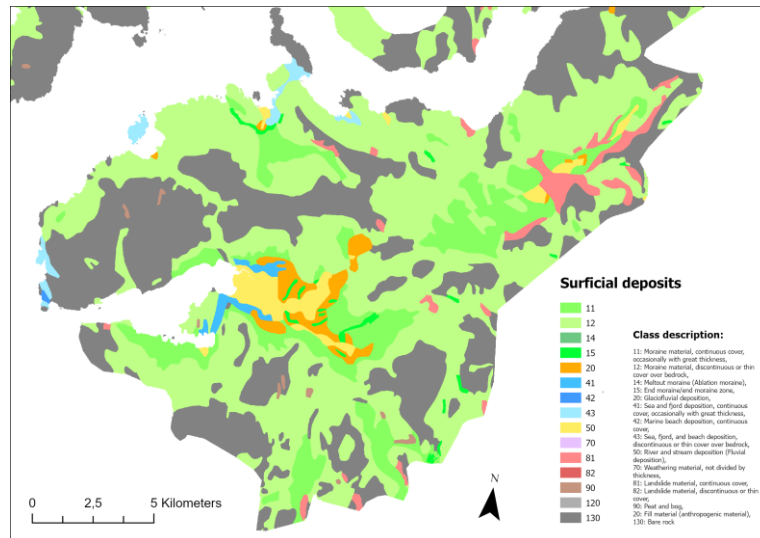 Surficial deposits
11
12
14
15
20
41
42
43
50
70
81
82
90
120
130
Class description:
11: Moraine material, continuous cover,
occasionally with great thickness,
12: Moraine material, discontinuous or thin
cover over bedrock,
14: Meltout moraine (Ablation moraine),
15: End moraine/end moraine zone,
20: Glaciofluvial deposition,
41: Sea and fjord deposition, continuous
cover, occasionally with great thickness,
42: Marine beach deposition, continuous
cover,
43: Sea, fjord, and beach deposition,
discontinuous or thin cover over bedrock,
50: River and stream deposition (Fluvial
deposition),
70: Weathering material, not divided by
thickness,
81: Landslide material, continuous cover,
82: Landslide material, discontinuous or thin
cover,
90: Peat and bog,
20: Fill material (anthropogenic material),
130: Bare rock
0 2,5 5 Kilometers
N